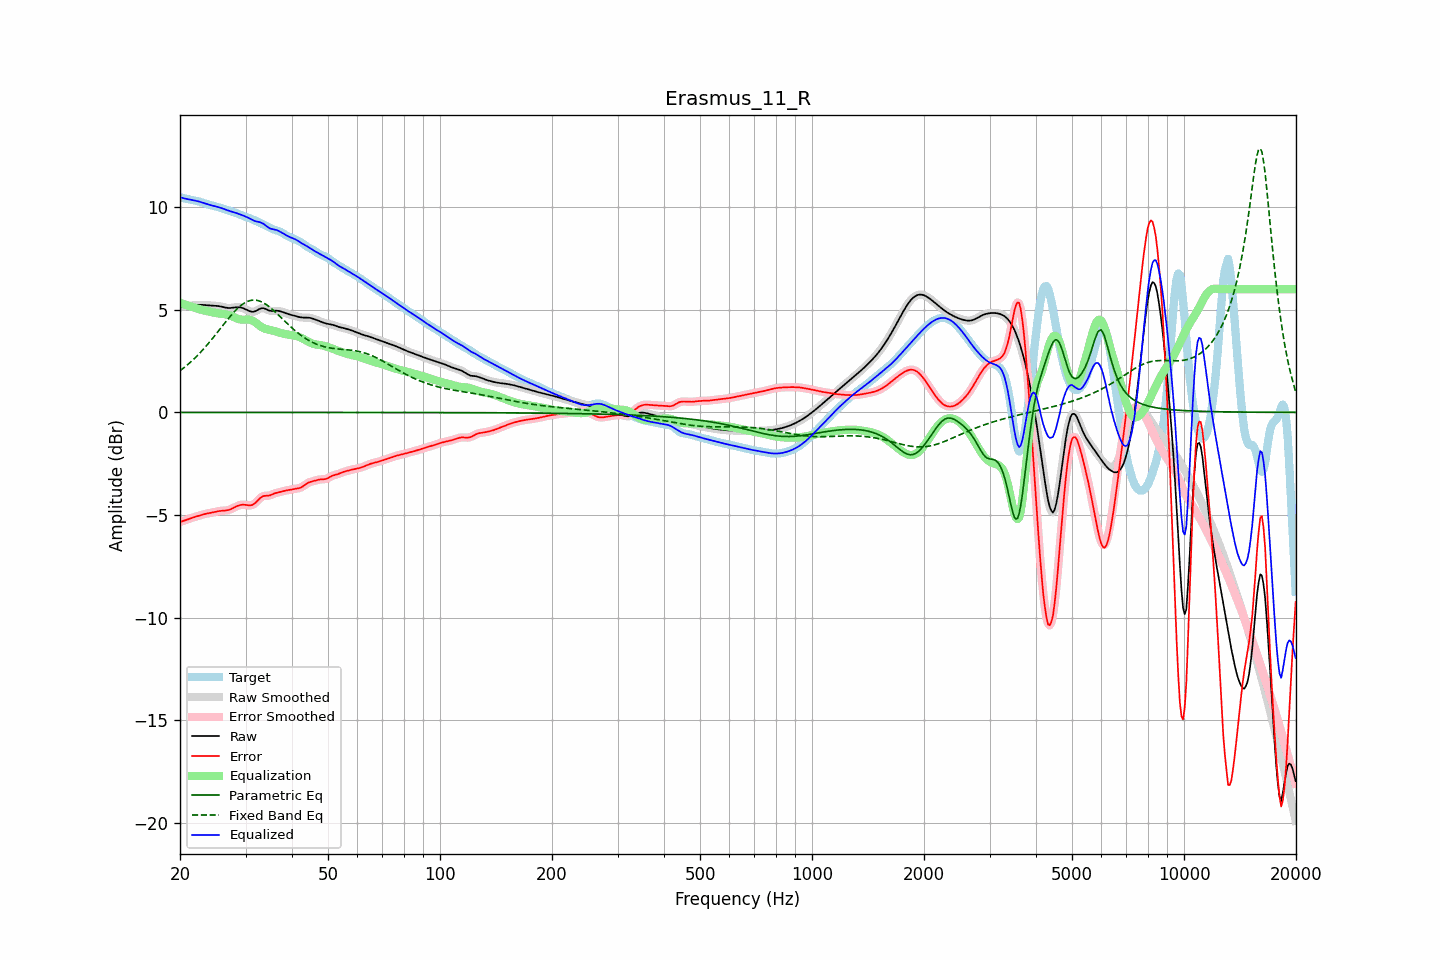 Erasmus_11_R
Amplitude (dBr)
10
5
0
−5
−10
−15
−20
Target
Raw Smoothed
Error Smoothed
Raw
Error
Equalization
Parametric Eq
Fixed Band Eq
Equalized
20 50 100 200 500 1000 2000 5000 10000 20000
Frequency (Hz)